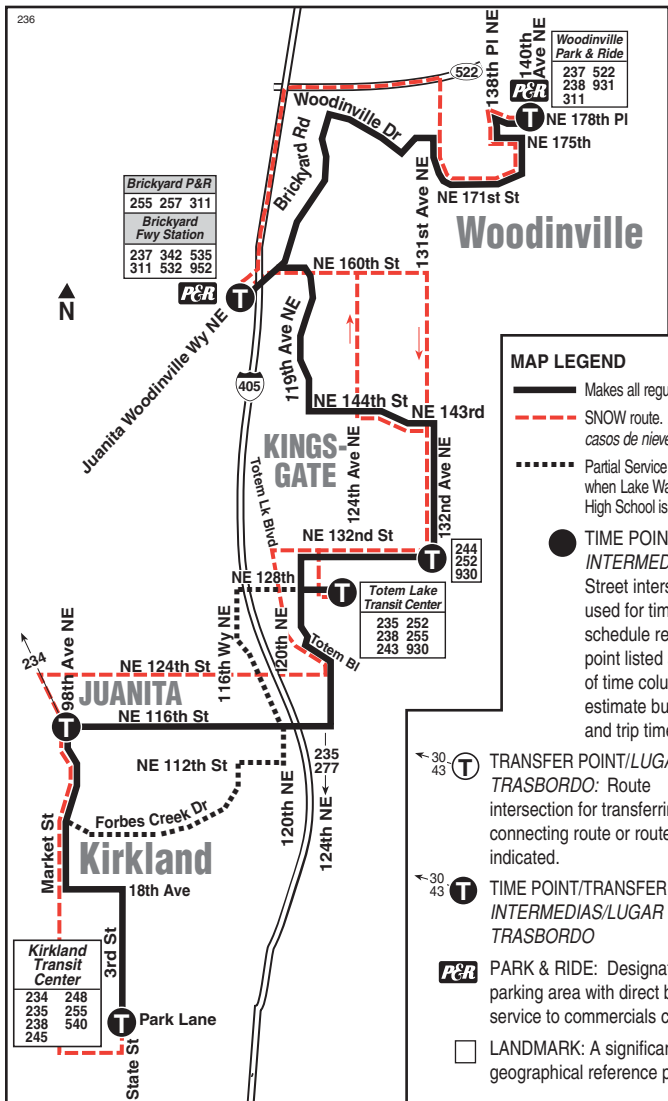 236
138th Pl NE
140th Ave NE
Woodinville
Park & Ride
237 522
238 931
311
522
P&R
T
NE 178th Pl
NE 175th
Woodinville Dr
Brickyard Rd
NE 171st St
131st Ave NE
Woodinville
Brickyard P&R
255 257 311
Brickyard
Fwy Station
237 342 535
311 532 952
P&R
T
NE 160th St
N
Juanita Woodinville Wy NE
405
119th Ave NE
NE 144th St
NE 143rd
KINGS-
GATE
124th Ave NE
132nd Ave NE
Totem Lk Blvd
NE 132nd St
T
244
252
930
NE 128th
T
Totem Lake
Transit Center
235 252
238 255
243 930
116th Wy NE
120th NE
Totem Bl
234
98th Ave NE
NE 124th St
JUANITA
T
NE 116th St
235
277
NE 112th St
120th NE
124th NE
Forbes Creek Dr
Market St
Kirkland
18th Ave
3rd St
Kirkland
Transit
Center
234 248
235 255
238 540
245
T
Park Lane
State St
MAP LEGEND
Makes all regu
SNOW route.
casos de nieve
Partial Service
when Lake Wa
High School is
TIME POIN
INTERMED
Street inters
used for tim
schedule re
point listed
of time colu
estimate bu
and trip time
30
43
T
TRANSFER POINT/LUGA
TRASBORDO: Route
intersection for transferrin
connecting route or route
indicated.
30
43
T
TIME POINT/TRANSFER
INTERMEDIAS/LUGAR
TRASBORDO
P&R
PARK & RIDE: Designat
parking area with direct b
service to commercials c
LANDMARK: A significan
geographical reference p